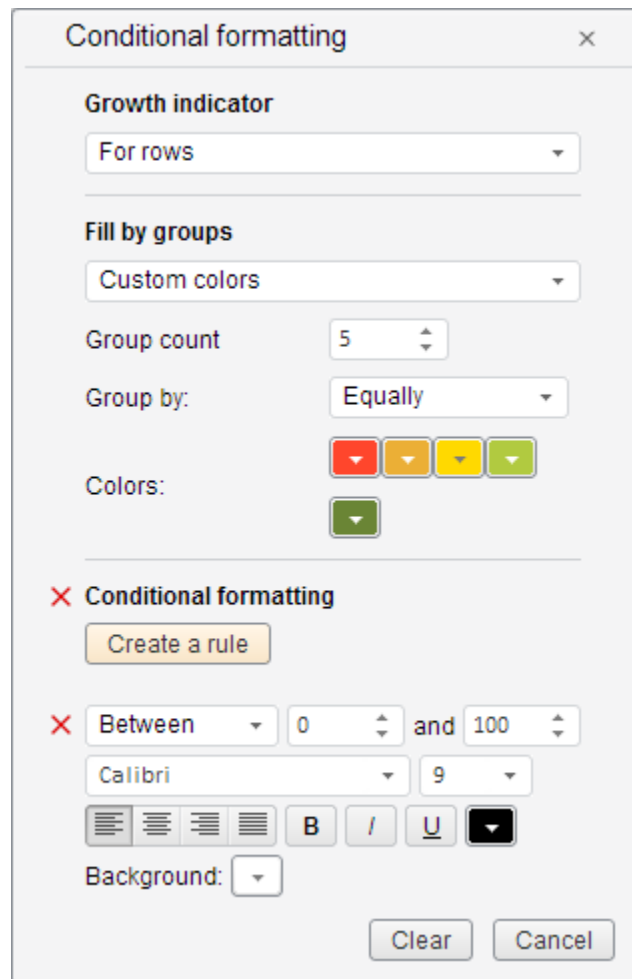 Conditional formatting
Growth indicator
For rows
Fill by groups
Custom colors
Group count 5
Group by: Equally
Colors:
Conditional formatting
Create a rule
Between 0 and 100
Calibri 9
B I U
Background:
Clear Cancel